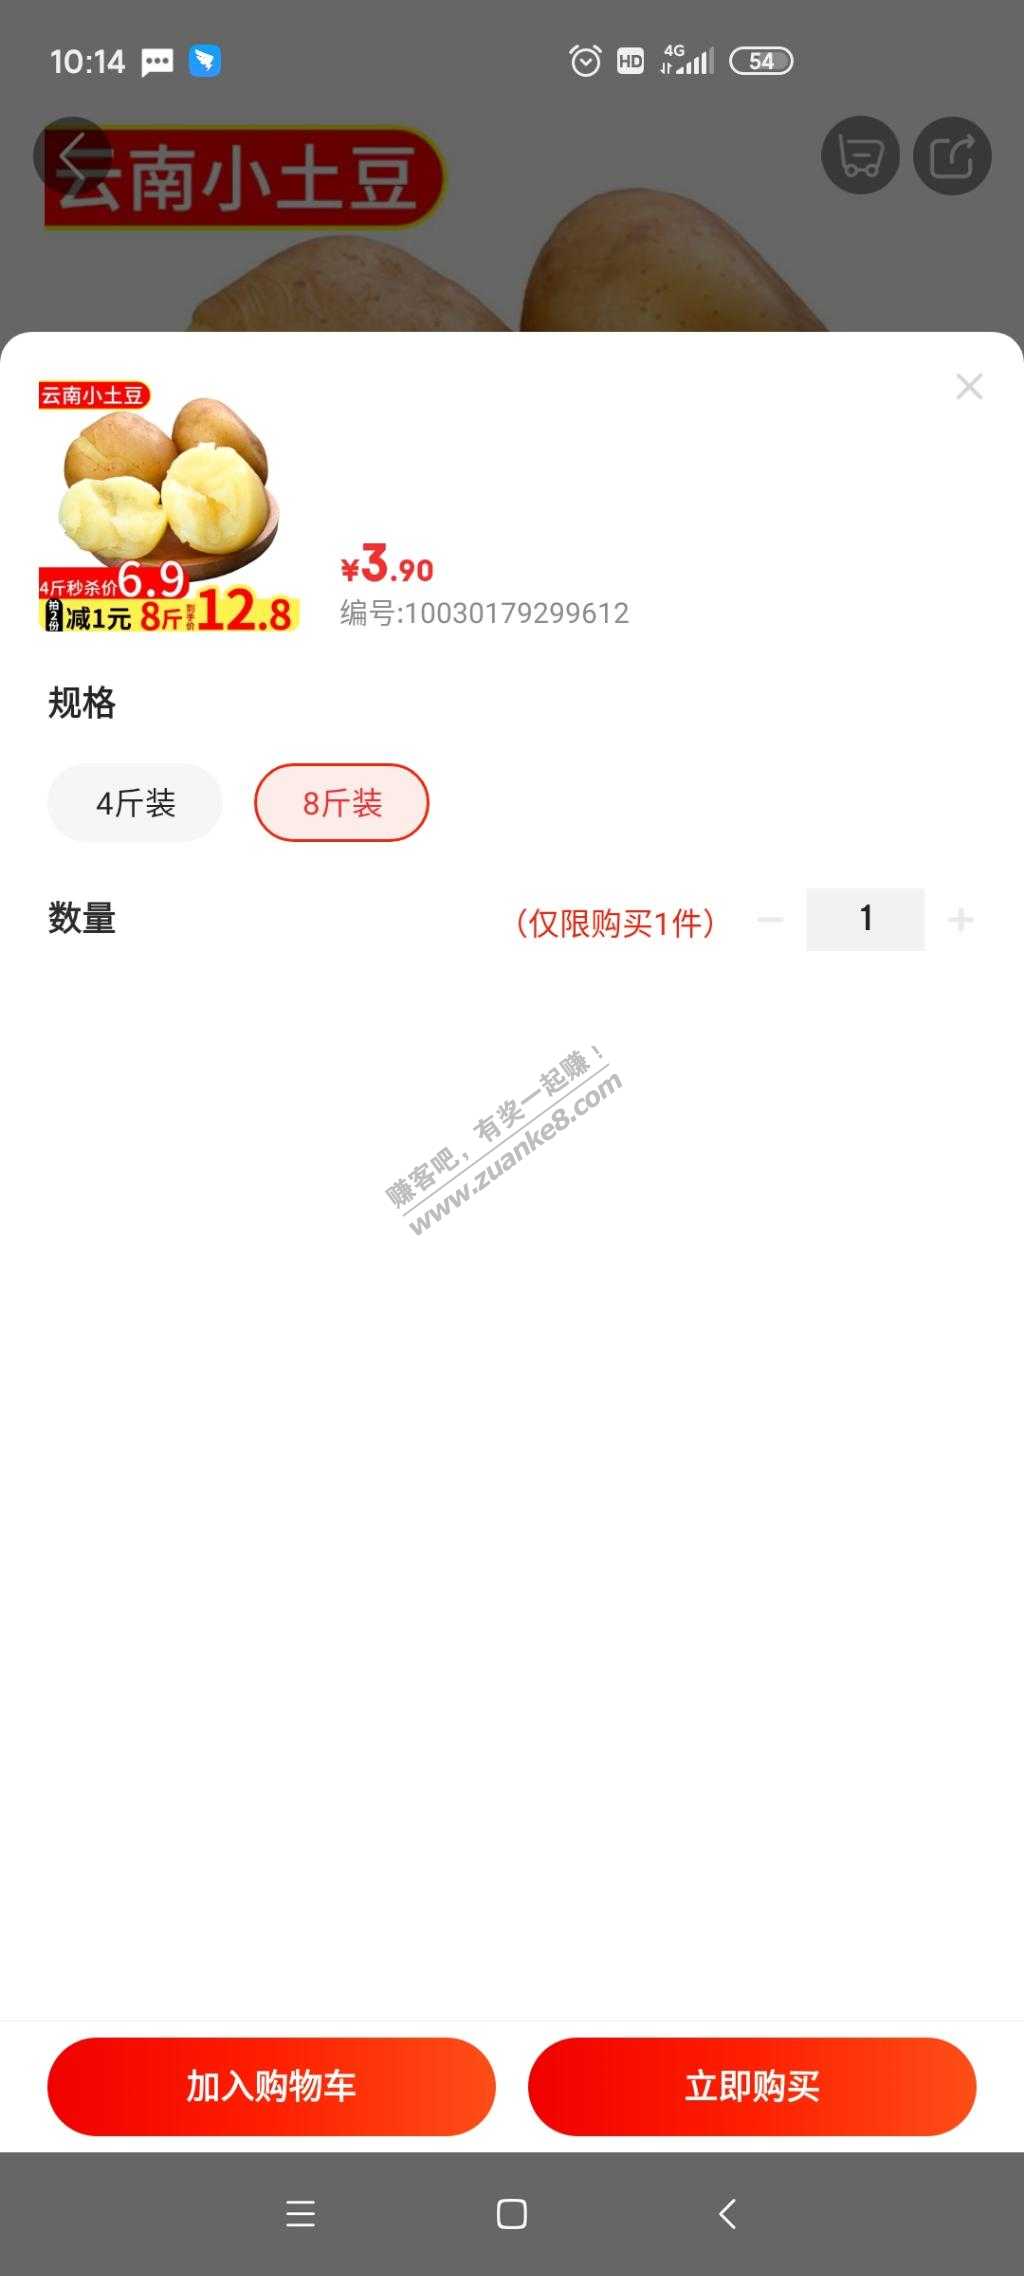 10:14
HD
4G
54
云南小土豆
云南小土豆
4斤秒杀价6.9
拍2份
减1元 8斤到手价12.8
¥3.90
编号:10030179299612
规格
4斤装
8斤装
数量
（仅限购买1件）
1
赚客吧，有奖一起赚！
www.zuanke8.com
加入购物车
立即购买